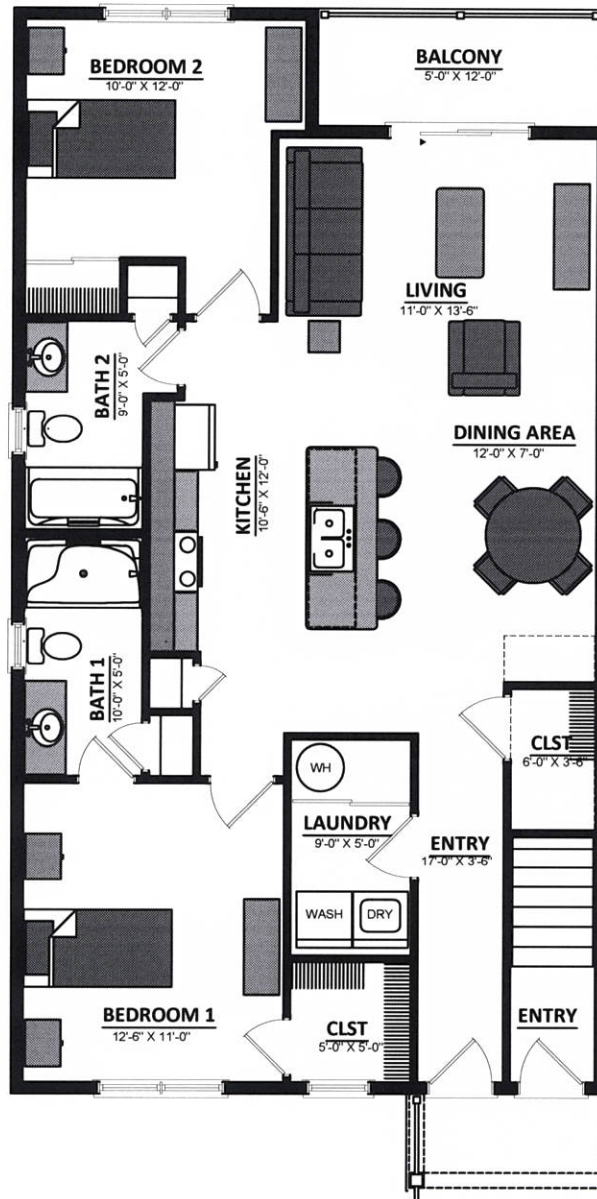 BEDROOM 2
10'-0" X 12'-0"
BALCONY
5'-0" X 12'-0"
LIVING
11'-0" X 13'-6"
BATH 2
9'-0" X 5'-0"
KITCHEN
10'-6" X 12'-0"
DINING AREA
12'-0" X 7'-0"
BATH 1
10'-0" X 5'-0"
CLST
6'-0" X 3'-6"
WH
LAUNDRY
9'-0" X 5'-0"
ENTRY
17'-0" X 3'-6"
WASH
DRY
BEDROOM 1
12'-6" X 11'-0"
CLST
5'-0" X 5'-0"
ENTRY